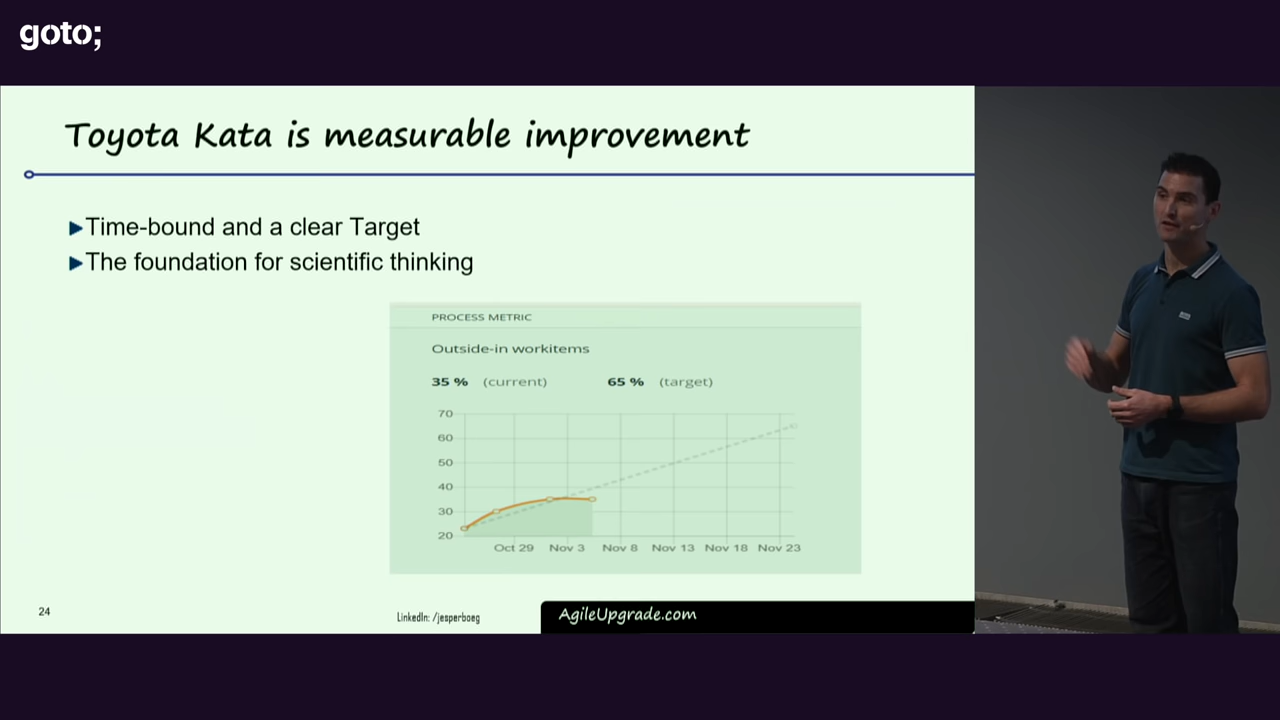 goto;
Toyota Kata is measurable improvement
Time-bound and a clear Target
The foundation for scientific thinking
PROCESS METRIC
Outside-in workitems
35 % (current) 65 % (target)
70
60
50
40
30
20
Oct 29 Nov 3 Nov 8 Nov 13 Nov 18 Nov 23
24
LinkedIn: /jesperboeg
AgileUpgrade.com